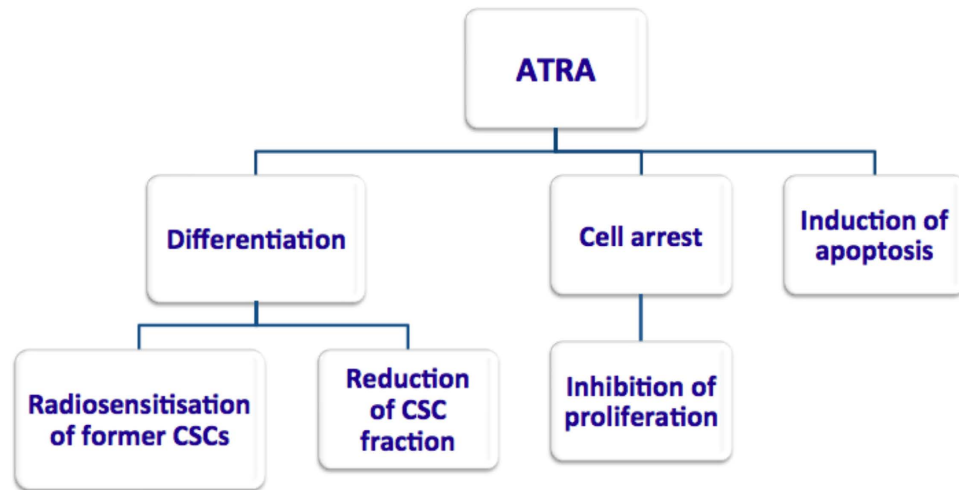 ATRA
Differentiation
Cell arrest
Induction of
apoptosis
Radiosensitisation
of former CSCs
Reduction
of CSC
fraction
Inhibition of
proliferation